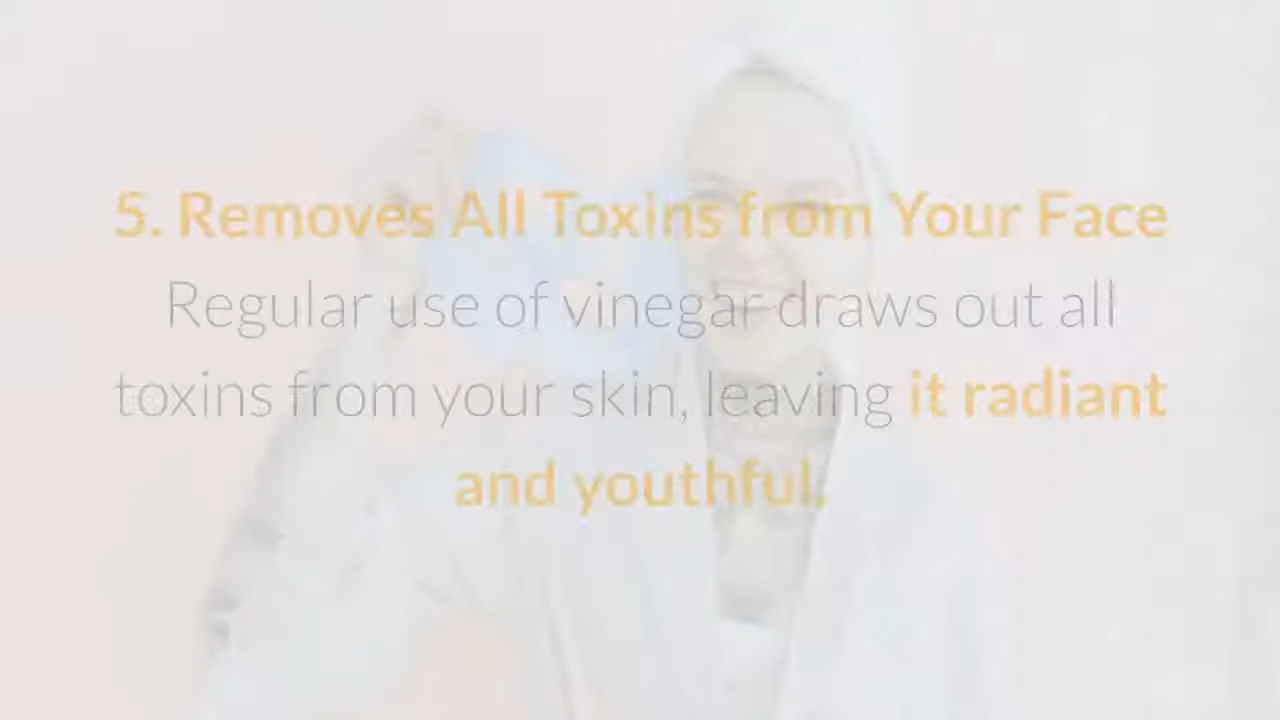 5. Removes All Toxins from Your Face
Regular use of vinegar draws out all
toxins from your skin, leaving it radiant
and youthful.